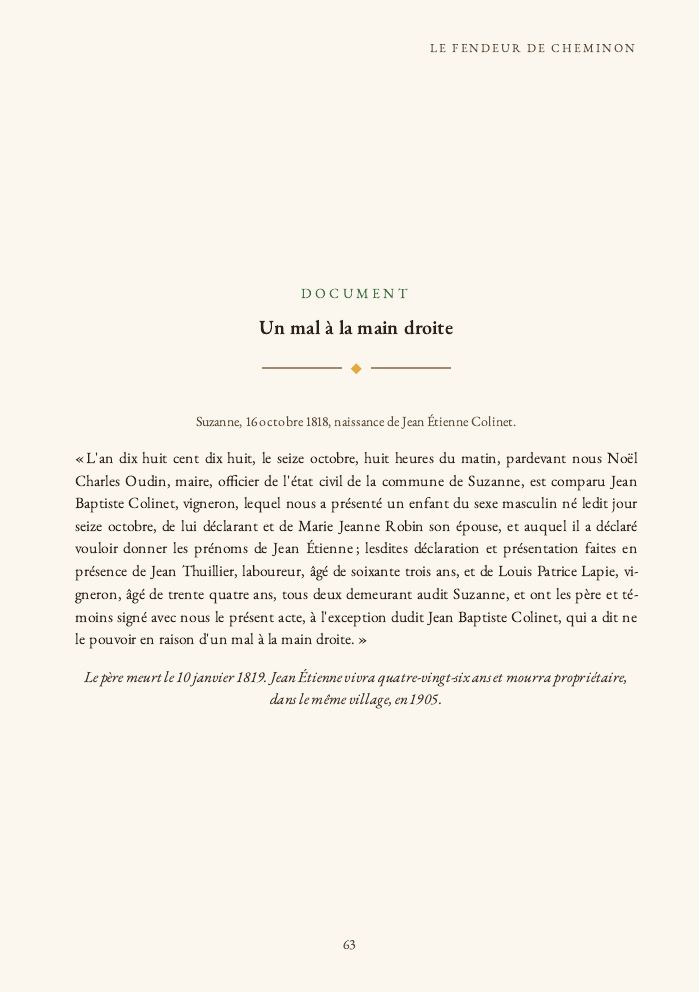 LE FENDEUR DE CHEMINON
DOCUMENT
Un mal à la main droite
Suzanne, 16 octobre 1818, naissance de Jean Étienne Colinet.
« L'an dix huit cent dix huit, le seize octobre, huit heures du matin, pardevant nous Noël
Charles Oudin, maire, officier de l'état civil de la commune de Suzanne, est comparu Jean
Baptiste Colinet, vigneron, lequel nous a présenté un enfant du sexe masculin né ledit jour
seize octobre, de lui déclarant et de Marie Jeanne Robin son épouse, et auquel il a déclaré
vouloir donner les prénoms de Jean Étienne ; lesdites déclaration et présentation faites en
présence de Jean Thuillier, laboureur, âgé de soixante trois ans, et de Louis Patrice Lapie, vi-
gneron, âgé de trente quatre ans, tous deux demeurant audit Suzanne, et ont les père et té-
moins signé avec nous le présent acte, à l'exception dudit Jean Baptiste Colinet, qui a dit ne
le pouvoir en raison d'un mal à la main droite. »
Le père meurt le 10 janvier 1819. Jean Étienne vivra quatre-vingt-six ans et mourra propriétaire,
dans le même village, en 1905.
63